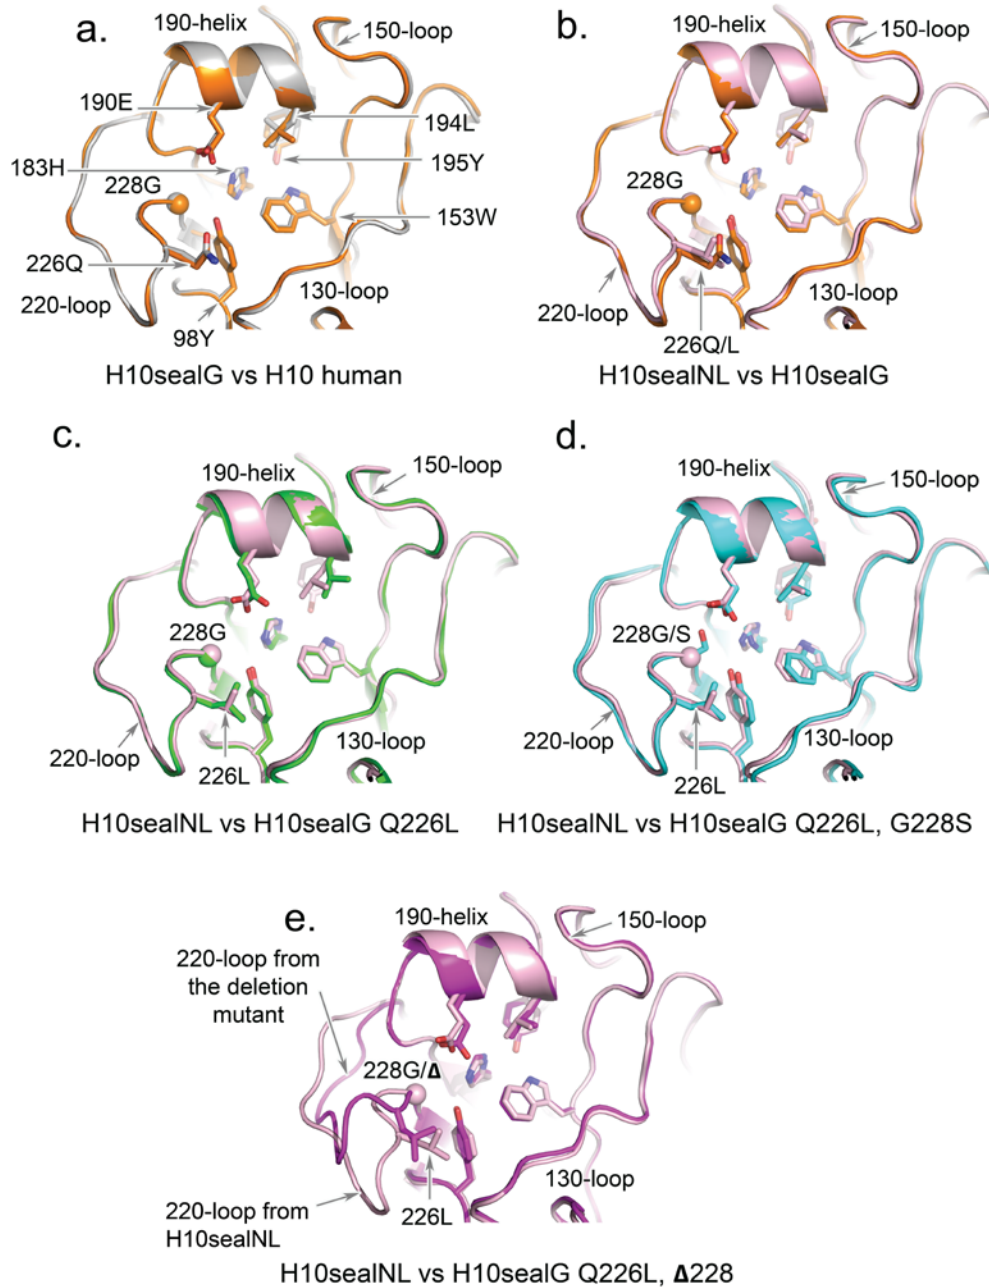 a.
190-helix
150-loop
190E
194L
183H
195Y
228G
153W
226Q
220-loop
130-loop
98Y
H10sealG vs H10 human
b.
190-helix
150-loop
228G
220-loop
130-loop
226Q/L
H10sealNL vs H10sealG
c.
190-helix
150-loop
228G
220-loop
130-loop
226L
H10sealNL vs H10sealG Q226L
d.
190-helix
150-loop
228G/S
220-loop
130-loop
226L
H10sealNL vs H10sealG Q226L, G228S
e.
190-helix
150-loop
220-loop from
the deletion
mutant
228G/Δ
130-loop
226L
220-loop from
H10sealNL
H10sealNL vs H10sealG Q226L, Δ228